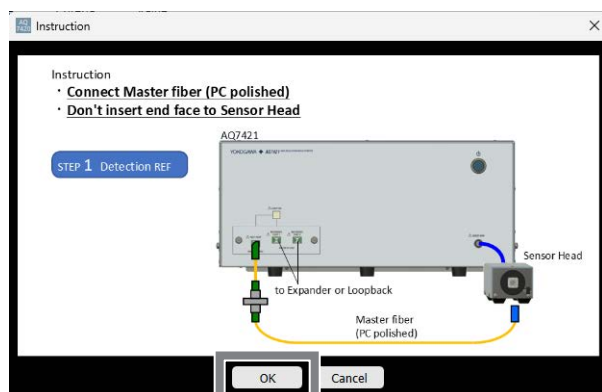 Instruction
Instruction
・Connect Master fiber (PC polished)
・Don't insert end face to Sensor Head
AQ7421
YOKOGAWA ◆
STEP 1 Detection REF
Sensor Head
to Expander or Loopback
Master fiber
(PC polished)
OK
Cancel